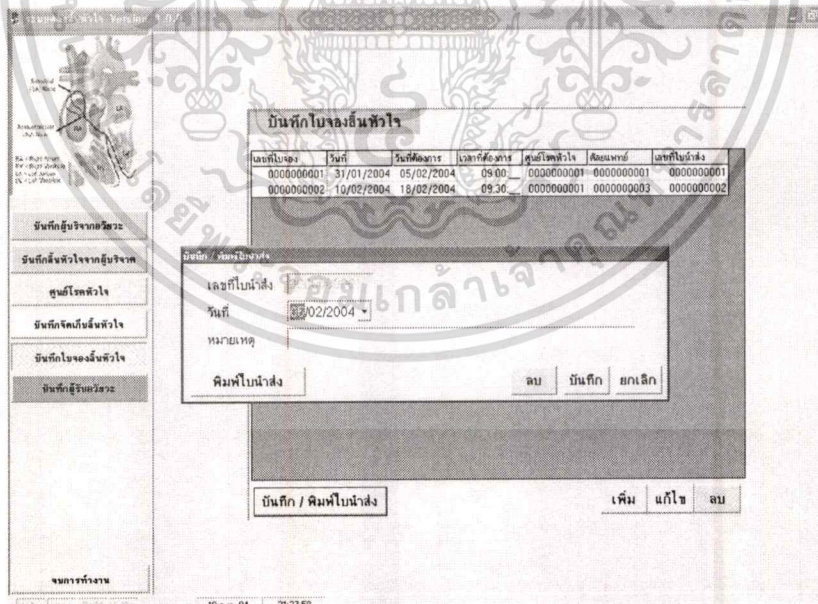 บันทึกใบจองลิ้นหัวใจ
เลขที่ใบจอง วันที่ วันที่ต้องการ เวลาที่ต้องการ ศูนย์โรคหัวใจ ศัลยแพทย์ เลขที่ใบนำส่ง
0000000001 31/01/2004 05/02/2004 09:00:__ 0000000001 0000000001 0000000001
0000000002 10/02/2004 18/02/2004 09:30:__ 0000000001 0000000003 0000000002
บันทึกผู้บริจาคอวัยวะ
บันทึกลิ้นหัวใจจากผู้บริจาค
ศูนย์โรคหัวใจ
บันทึกจัดเก็บลิ้นหัวใจ
บันทึกใบจองลิ้นหัวใจ
บันทึกผู้รับอวัยวะ
บันทึก / พิมพ์ใบนำส่ง
เลขที่ใบนำส่ง
วันที่ /02/2004
หมายเหตุ
พิมพ์ใบนำส่ง ลบ บันทึก ยกเลิก
บันทึก / พิมพ์ใบนำส่ง เพิ่ม แก้ไข ลบ
จบการทำงาน